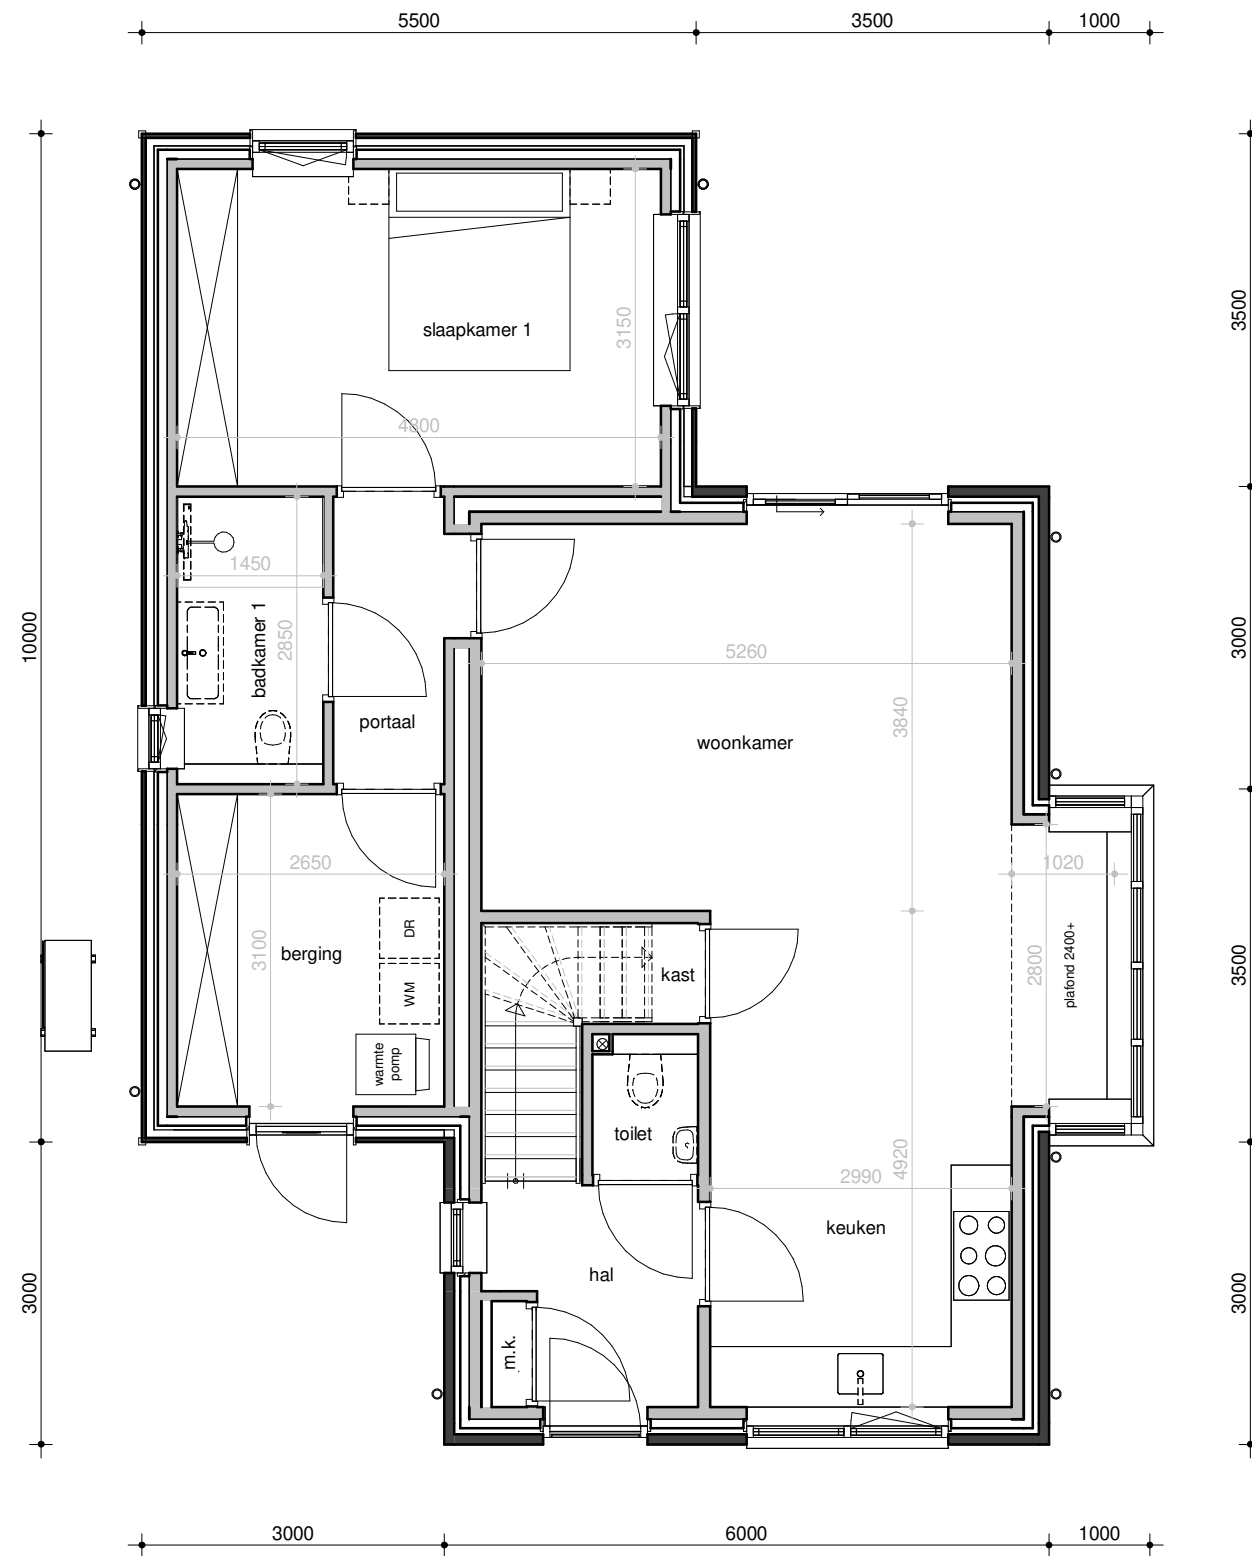 5500
3500
1000
10000
3500
slaapkamer 1
3150
4800
1450
badkamer 1
2850
portaal
5260
3840
woonkamer
3000
2650
3100
berging
DR
WM
warmte
pomp
kast
1020
2800
plafond 2400+
3500
toilet
4920
2990
keuken
hal
m.k.
3000
3000
3000
6000
1000